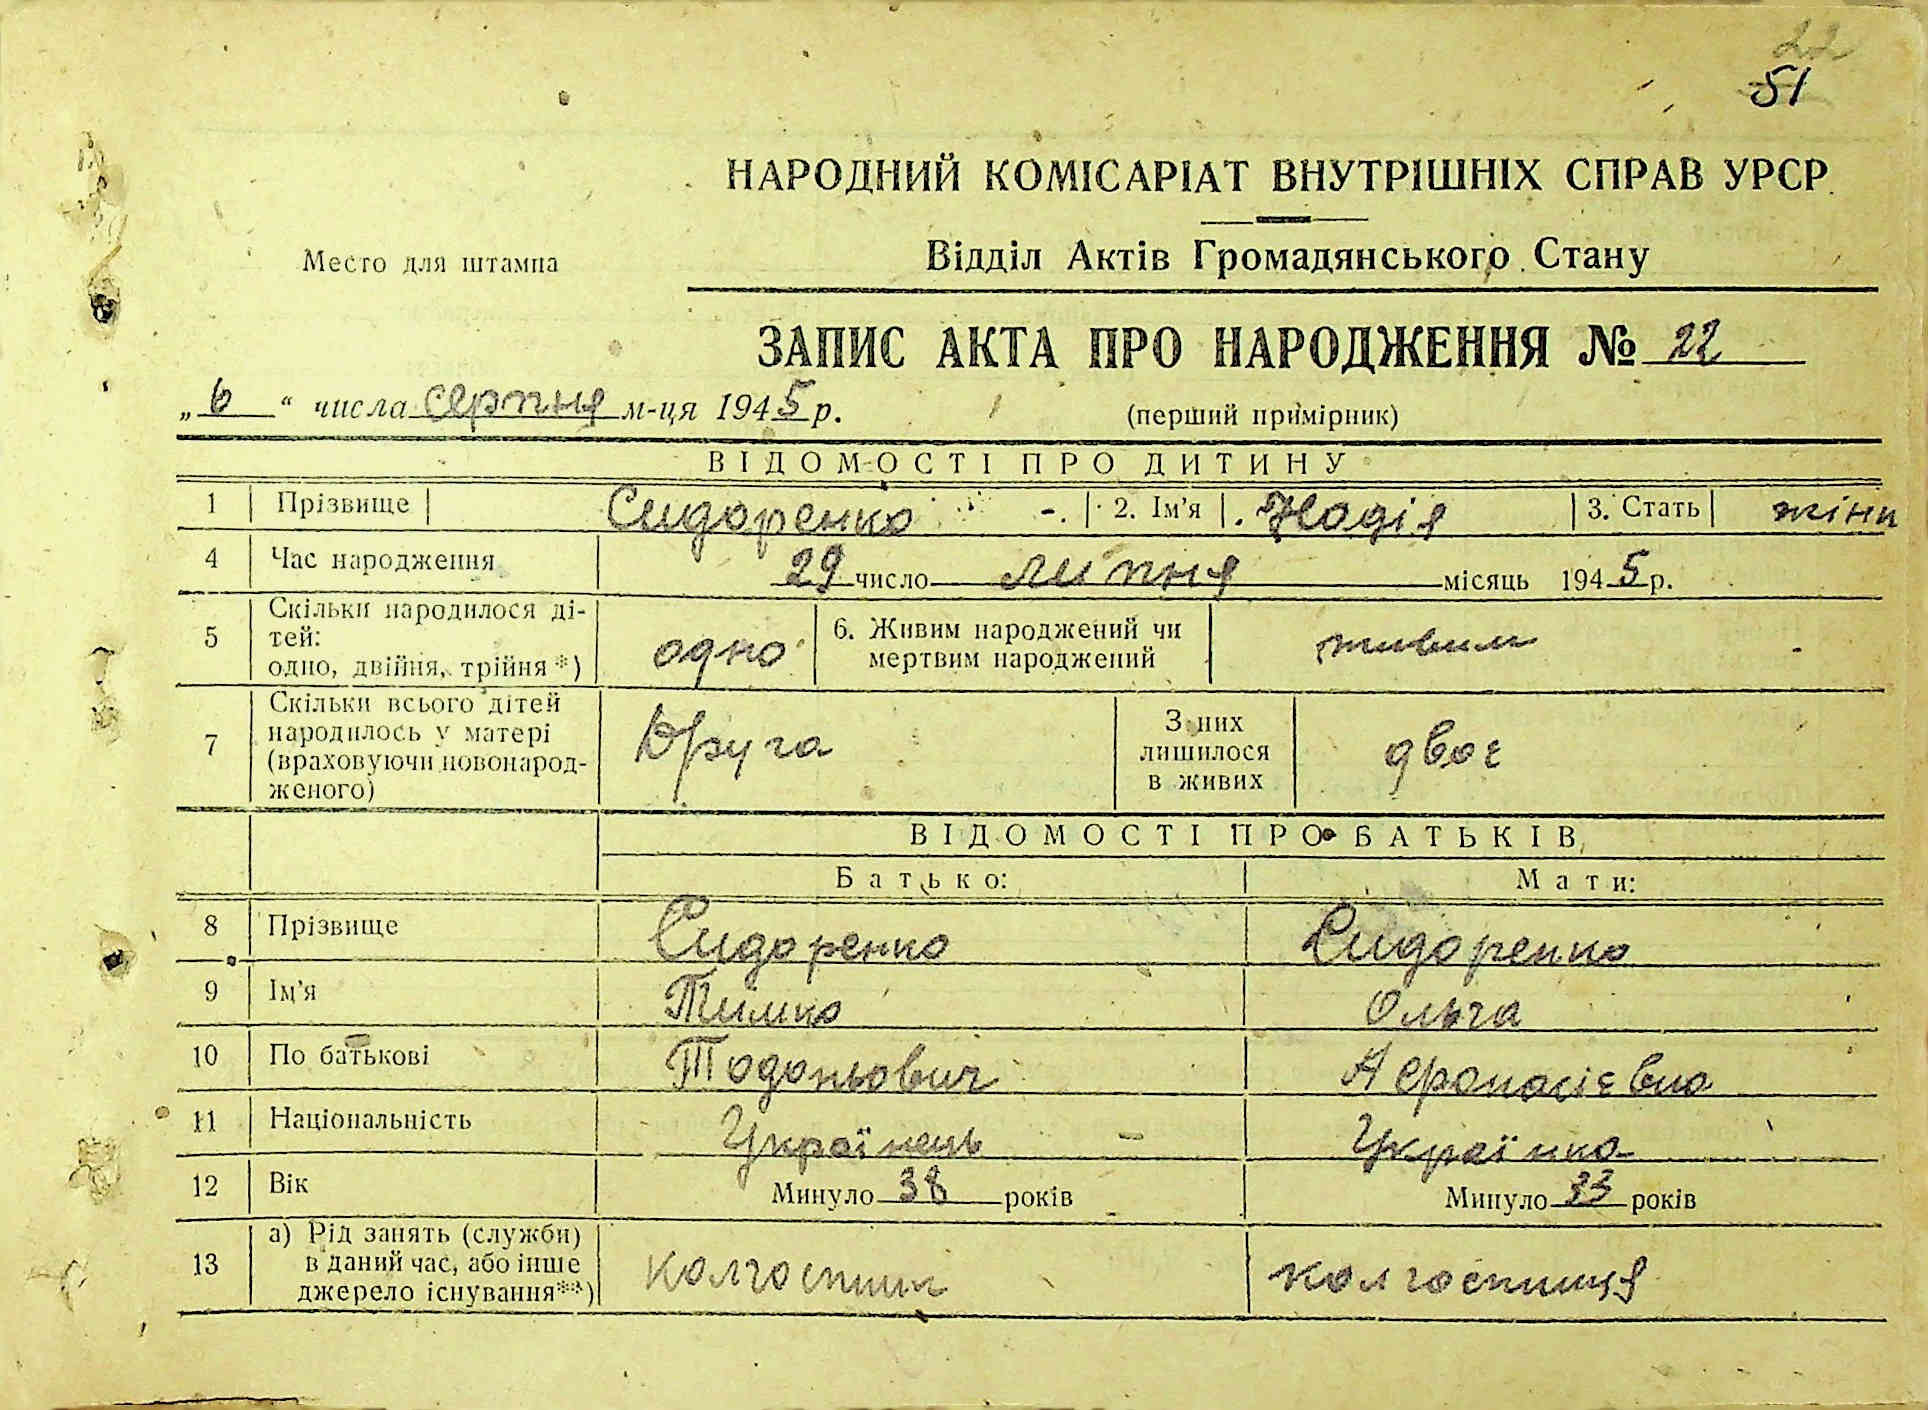 22
51
НАРОДНИЙ КОМІСАРІАТ ВНУТРІШНІХ СПРАВ УРСР
Место для штампа
Відділ Актів Громадянського Стану
ЗАПИС АКТА ПРО НАРОДЖЕННЯ № 22
„6“ числа серпня м-ця 1945 р.
(перший примірник)
ВІДОМОСТІ ПРО ДИТИНУ
1 Прізвище Сидоренко 2. Ім'я Надія 3. Стать жіноч
4 Час народження 29 число липня місяць 1945 р.
5 Скільки народилося ді-
тей:
одно, двійня, трійня*) одно
6. Живим народжений чи
мертвим народжений живим
7 Скільки всього дітей
народилось у матері
(враховуючи новонарод-
женого) Друга
З них
лишилося
в живих двоє
ВІДОМОСТІ ПРО БАТЬКІВ
Батько: Мати:
8 Прізвище Сидоренко Сидоренко
9 Ім'я Тимко Ольга
10 По батькові
11 Національність Українець Українка
12 Вік Минуло 38 років Минуло 33 років
13 а) Рід занять (служби)
в даний час, або інше
джерело існування**) колгоспник колгоспниця